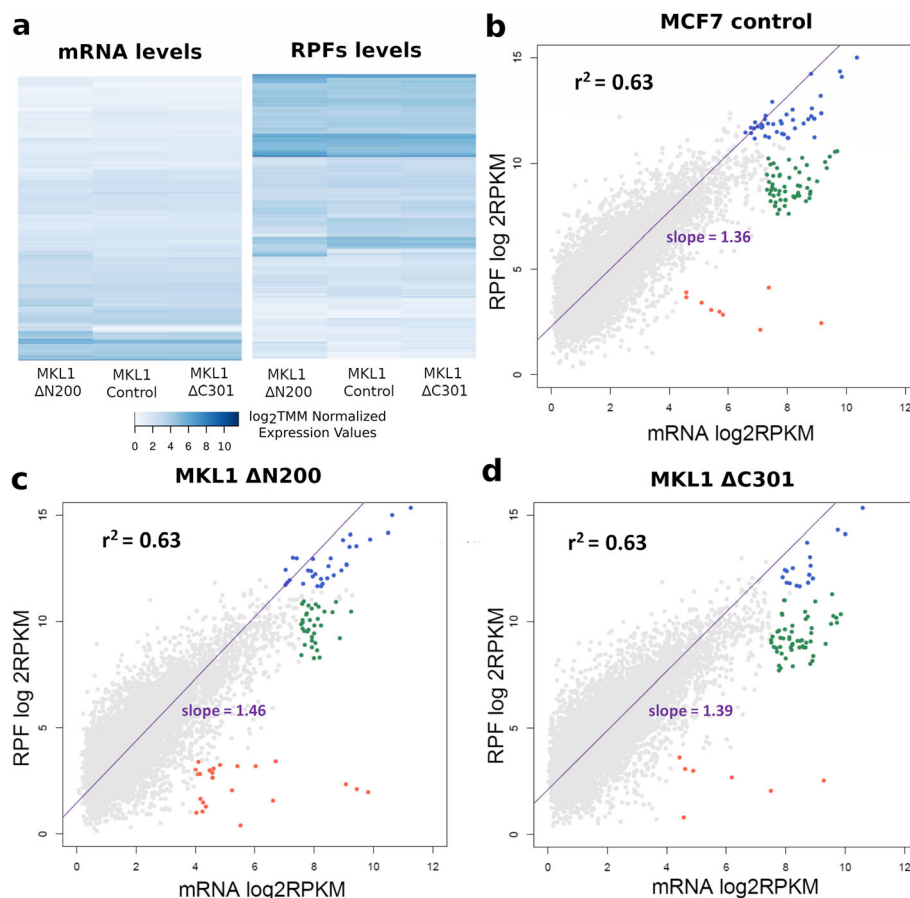 a
mRNA levels
RPFs levels
MKL1 ΔN200
MKL1 Control
MKL1 ΔC301
MKL1 ΔN200
MKL1 Control
MKL1 ΔC301
0 2 4 6 8 10
log2TMM Normalized
Expression Values
b
MCF7 control
r² = 0.63
slope = 1.36
RPF log 2RPKM
15
10
5
0
0 2 4 6 8 10 12
mRNA log2RPKM
c
MKL1 ΔN200
r² = 0.63
slope = 1.46
RPF log 2RPKM
15
10
5
0
0 2 4 6 8 10 12
mRNA log2RPKM
d
MKL1 ΔC301
r² = 0.63
slope = 1.39
RPF log 2RPKM
15
10
5
0
0 2 4 6 8 10 12
mRNA log2RPKM